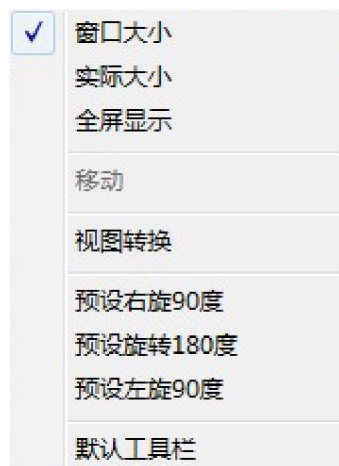 窗口大小
实际大小
全屏显示
移动
视图转换
预设右旋90度
预设旋转180度
预设左旋90度
默认工具栏